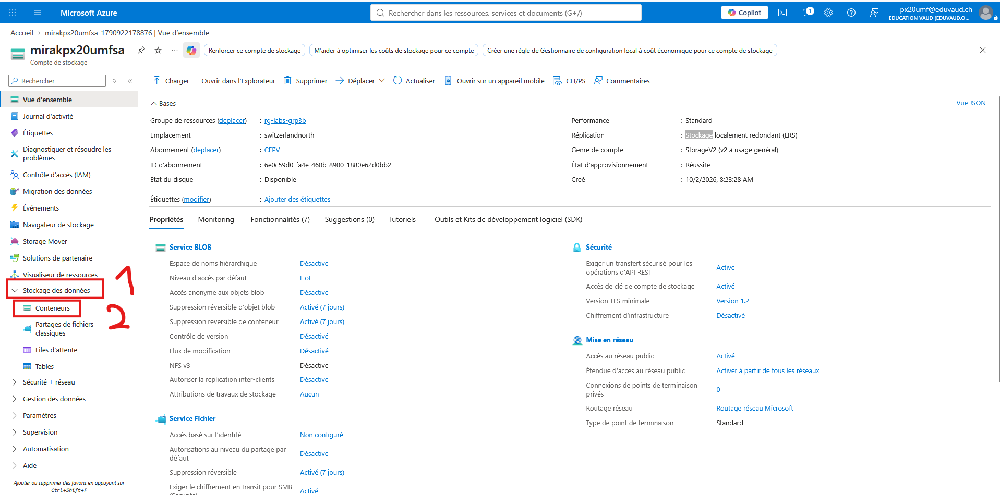 Microsoft Azure
Rechercher dans les ressources, services et documents (G+/)
Copilot
1
px20umf@eduvaud.ch
EDUCATION VAUD (EDUVAUD.O...
Accueil > mirakpx20umfsa_1790922178876 | Vue d'ensemble
mirakpx20umfsa
Compte de stockage
Renforcer ce compte de stockage
M'aider à optimiser les coûts de stockage pour ce compte
Créer une règle de Gestionnaire de configuration local à coût économique pour ce compte de stockage
Rechercher
Vue d'ensemble
Journal d'activité
Étiquettes
Diagnostiquer et résoudre les
problèmes
Contrôle d'accès (IAM)
Migration des données
Événements
Navigateur de stockage
Storage Mover
Solutions de partenaire
Visualiseur de ressources
Stockage des données
1
Conteneurs
2
Partages de fichiers
classiques
Files d'attente
Tables
Sécurité + réseau
Gestion des données
Paramètres
Supervision
Automatisation
Aide
Ajouter ou supprimer des favoris en appuyant sur
Ctrl+Shift+F
Charger
Ouvrir dans l'Explorateur
Supprimer
Déplacer
Actualiser
Ouvrir sur un appareil mobile
CLI/PS
Commentaires
Bases
Vue JSON
Groupe de ressources (déplacer) : rg-labs-grp3b
Emplacement : switzerlandnorth
Abonnement (déplacer) : CFPV
ID d'abonnement : 6e0c59d0-fa4e-460b-8900-1880e62d0bb2
État du disque : Disponible
Étiquettes (modifier) : Ajouter des étiquettes
Performance : Standard
Réplication : Stockage localement redondant (LRS)
Genre de compte : StorageV2 (v2 à usage général)
État d'approvisionnement : Réussite
Créé : 10/2/2026, 8:23:28 AM
Propriétés
Monitoring
Fonctionnalités (7)
Suggestions (0)
Tutoriels
Outils et Kits de développement logiciel (SDK)
Service BLOB
Espace de noms hiérarchique Désactivé
Niveau d'accès par défaut Hot
Accès anonyme aux objets blob Désactivé
Suppression réversible d'objet blob Activé (7 jours)
Suppression réversible de conteneur Activé (7 jours)
Contrôle de version Désactivé
Flux de modification Désactivé
NFS v3 Désactivé
Autoriser la réplication inter-clients Désactivé
Attributions de travaux de stockage Aucun
Service Fichier
Accès basé sur l'identité Non configuré
Autorisations au niveau du partage par
défaut
Désactivé
Suppression réversible Activé (7 jours)
Exiger le chiffrement en transit pour SMB
(Sécurité)
Activé
Sécurité
Exiger un transfert sécurisé pour les
opérations d'API REST
Activé
Accès de clé de compte de stockage Activé
Version TLS minimale Version 1.2
Chiffrement d'infrastructure Désactivé
Mise en réseau
Accès au réseau public Activé
Étendue d'accès au réseau public Activer à partir de tous les réseaux
Connexions de points de terminaison
privés
0
Routage réseau Routage réseau Microsoft
Type de point de terminaison Standard